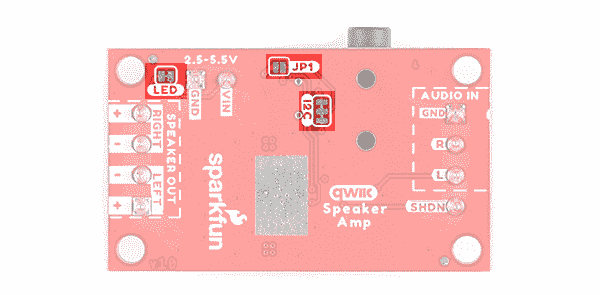 2.5-5.5V
LED
GND
VIN
JP1
I2C
AUDIO IN
GND
R
L
SHDN
SPEAKER OUT
+
RIGHT
-
-
LEFT
+
sparkfun
qwiic
Speaker
Amp
v10